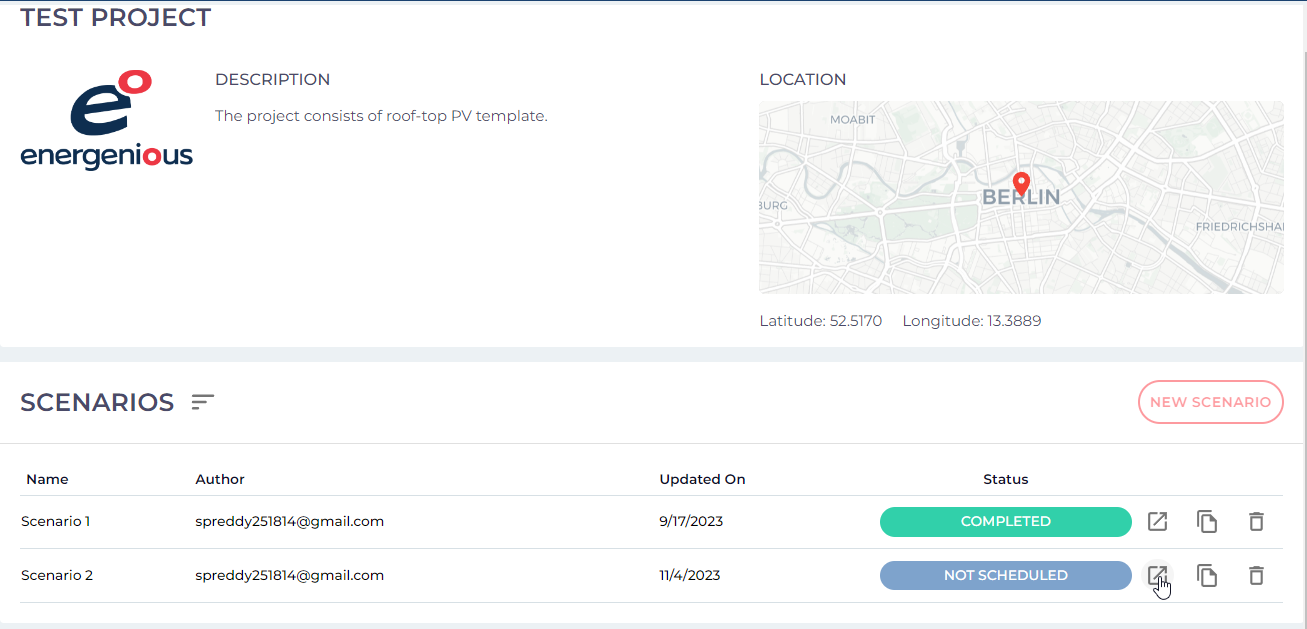 TEST PROJECT
energenious
DESCRIPTION
The project consists of roof-top PV template.
LOCATION
MOABIT
BURG
BERLIN
FRIEDRICHSHA
Latitude: 52.5170 Longitude: 13.3889
SCENARIOS
NEW SCENARIO
Name Author Updated On Status
Scenario 1 spreddy251814@gmail.com 9/17/2023 COMPLETED
Scenario 2 spreddy251814@gmail.com 11/4/2023 NOT SCHEDULED